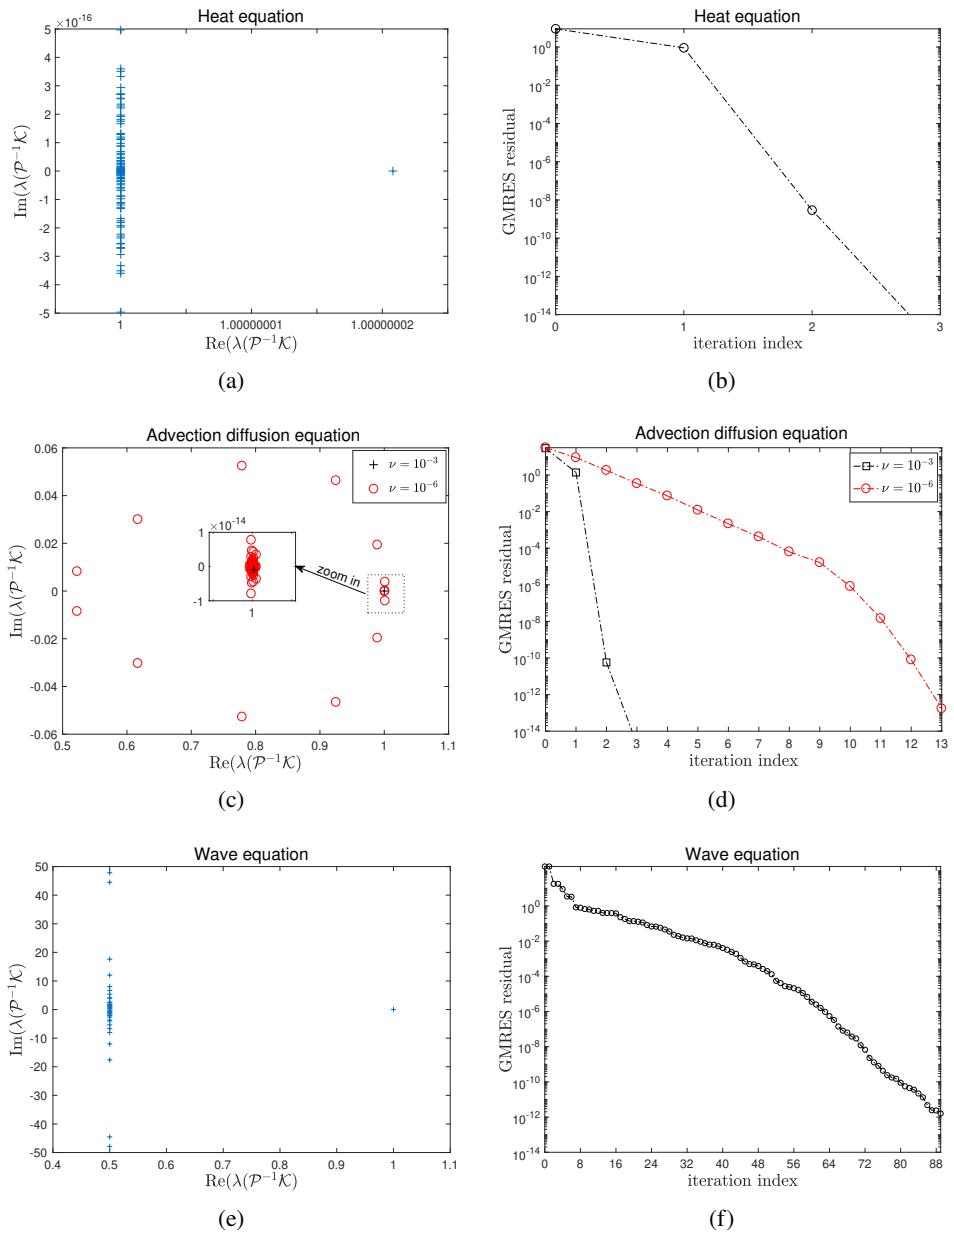 Heat equation
×10⁻¹⁶
5
4
3
2
1
0
-1
-2
-3
-4
-5
Im(λ(𝒫⁻¹𝒦)
1
1.00000001
1.00000002
Re(λ(𝒫⁻¹𝒦)
(a)
Heat equation
10⁰
10⁻²
10⁻⁴
10⁻⁶
10⁻⁸
10⁻¹⁰
10⁻¹²
10⁻¹⁴
GMRES residual
0 1 2 3
iteration index
(b)
Advection diffusion equation
0.06
0.04
0.02
0
-0.02
-0.04
-0.06
Im(λ(𝒫⁻¹𝒦)
ν = 10⁻³
ν = 10⁻⁶
×10⁻¹⁴
1
0
-1
1
zoom in
0.5 0.6 0.7 0.8 0.9 1 1.1
Re(λ(𝒫⁻¹𝒦)
(c)
Advection diffusion equation
10⁰
10⁻²
10⁻⁴
10⁻⁶
10⁻⁸
10⁻¹⁰
10⁻¹²
10⁻¹⁴
GMRES residual
ν = 10⁻³
ν = 10⁻⁶
0 1 2 3 4 5 6 7 8 9 10 11 12 13
iteration index
(d)
Wave equation
50
40
30
20
10
0
-10
-20
-30
-40
-50
Im(λ(𝒫⁻¹𝒦)
0.4 0.5 0.6 0.7 0.8 0.9 1 1.1
Re(λ(𝒫⁻¹𝒦)
(e)
Wave equation
10⁰
10⁻²
10⁻⁴
10⁻⁶
10⁻⁸
10⁻¹⁰
10⁻¹²
10⁻¹⁴
GMRES residual
0 8 16 24 32 40 48 56 64 72 80 88
iteration index
(f)